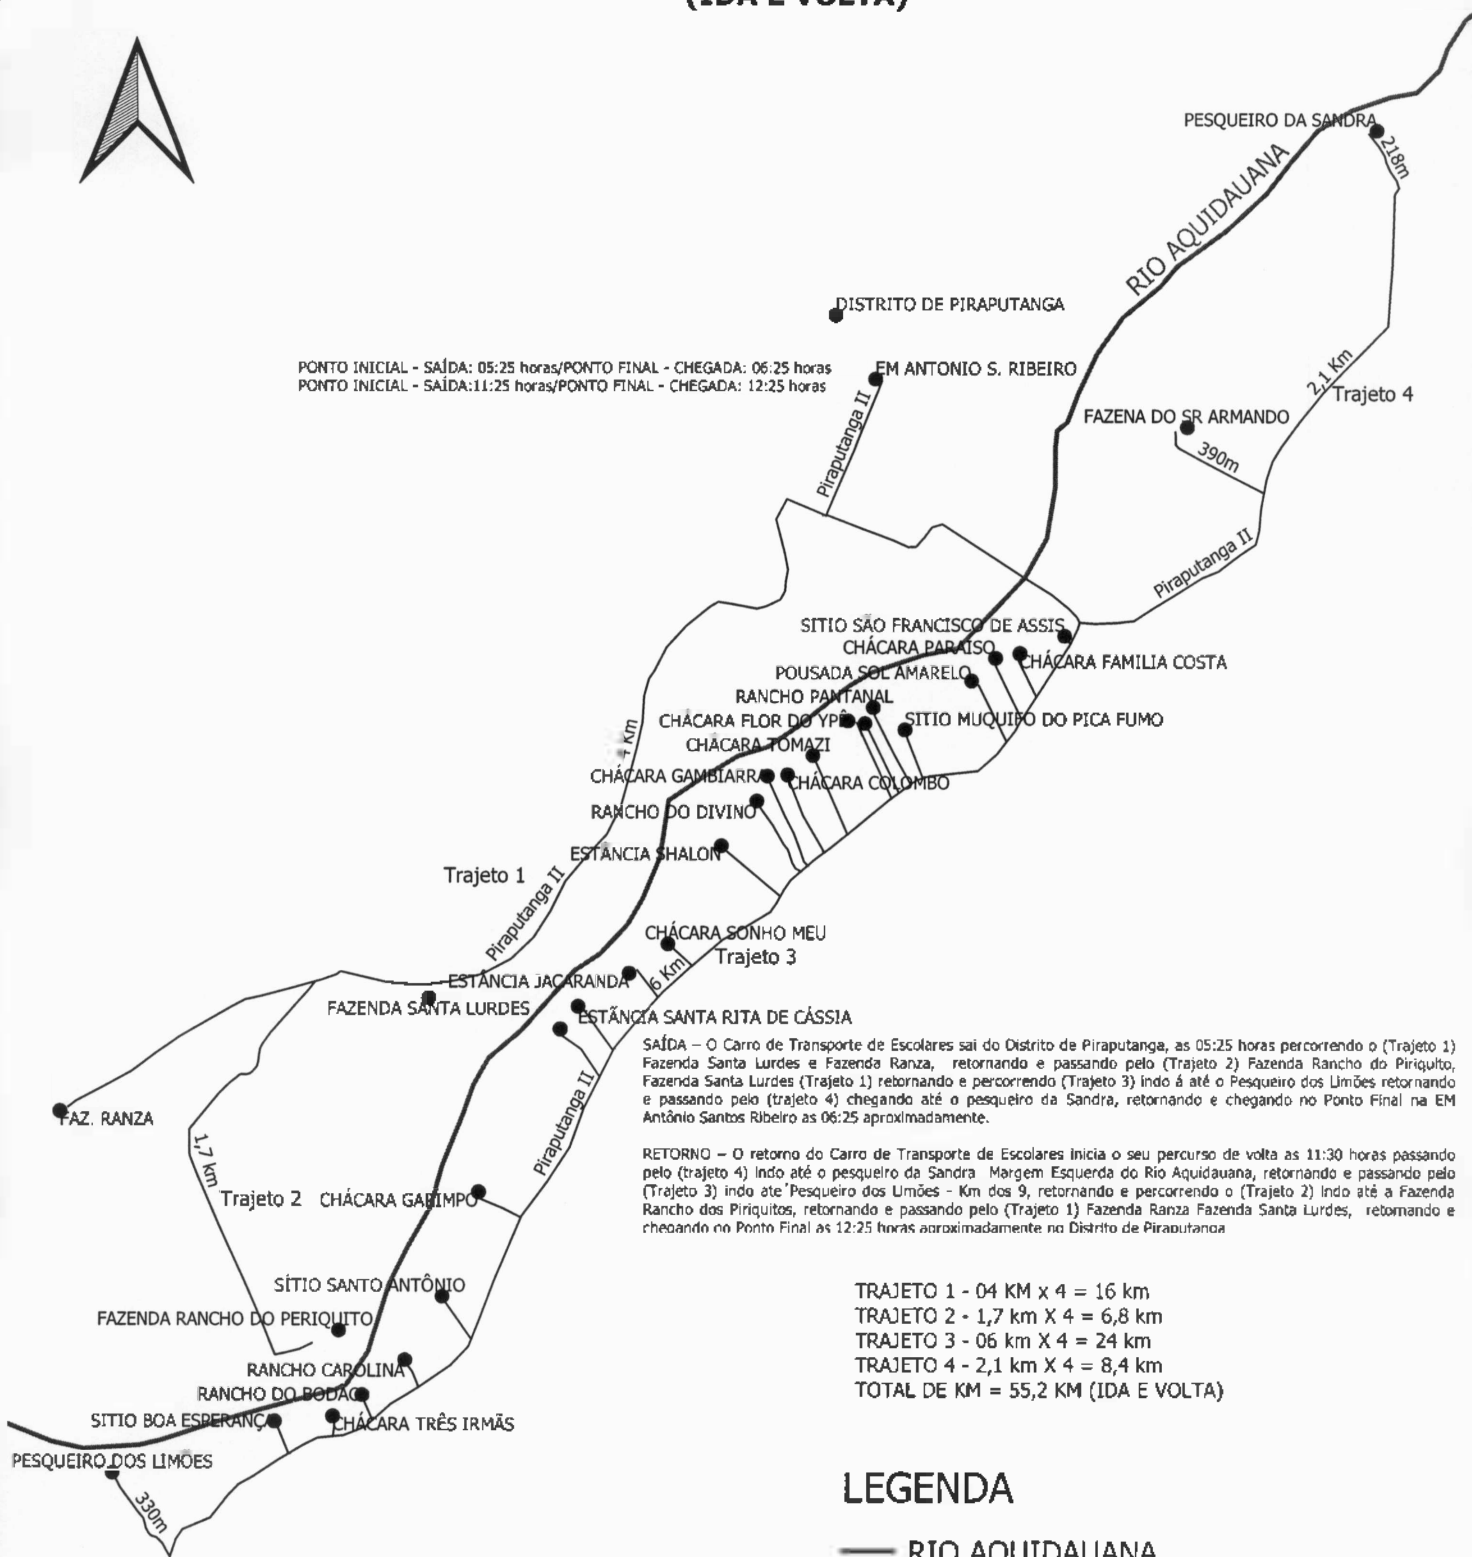 (IDA E VOLTA)
PESQUEIRO DA SANDRA
218m
RIO AQUIDAUANA
DISTRITO DE PIRAPUTANGA
PONTO INICIAL - SAÍDA: 05:25 horas/PONTO FINAL - CHEGADA: 06:25 horas
PONTO INICIAL - SAÍDA:11:25 horas/PONTO FINAL - CHEGADA: 12:25 horas
EM ANTONIO S. RIBEIRO
2,1 Km
Trajeto 4
Piraputanga II
FAZENA DO SR ARMANDO
390m
Piraputanga II
SITIO SÃO FRANCISCO DE ASSIS
CHÁCARA PARAISO
CHÁCARA FAMILIA COSTA
POUSADA SOL AMARELO
RANCHO PANTANAL
CHÁCARA FLOR DO YPÊ
SITIO MUQUIFO DO PICA FUMO
Km
CHÁCARA TOMAZI
CHÁCARA GAMBIARRA
CHÁCARA COLOMBO
RANCHO DO DIVINO
ESTÂNCIA SHALON
Trajeto 1
Piraputanga II
CHÁCARA SONHO MEU
Trajeto 3
6 Km
ESTÂNCIA JACARANDA
FAZENDA SANTA LURDES
ESTÃNCIA SANTA RITA DE CÁSSIA
SAÍDA – O Carro de Transporte de Escolares sai do Distrito de Piraputanga, as 05:25 horas percorrendo o (Trajeto 1)
Fazenda Santa Lurdes e Fazenda Ranza, retornando e passando pelo (Trajeto 2) Fazenda Rancho do Piriquito,
Fazenda Santa Lurdes (Trajeto 1) retornando e percorrendo (Trajeto 3) indo á até o Pesqueiro dos Limões retornando
e passando pelo (trajeto 4) chegando até o pesqueiro da Sandra, retornando e chegando no Ponto Final na EM
Antônio Santos Ribeiro as 06:25 aproximadamente.
FAZ. RANZA
1,7 km
Piraputanga II
RETORNO – O retorno do Carro de Transporte de Escolares inicia o seu percurso de volta as 11:30 horas passando
pelo (trajeto 4) indo até o pesqueiro da Sandra Margem Esquerda do Rio Aquidauana, retornando e passando pelo
(Trajeto 3) indo ate Pesqueiro dos Limões - Km dos 9, retornando e percorrendo o (Trajeto 2) indo até a Fazenda
Rancho dos Piriquitos, retornando e passando pelo (Trajeto 1) Fazenda Ranza Fazenda Santa Lurdes, retornando e
chegando no Ponto Final as 12:25 horas aproximadamente no Distrito de Piraputanga
Trajeto 2
CHÁCARA GARIMPO
SÍTIO SANTO ANTÔNIO
FAZENDA RANCHO DO PERIQUITO
RANCHO CAROLINA
RANCHO DO BODÃO
SITIO BOA ESPERANÇA
CHÁCARA TRÊS IRMÃS
PESQUEIRO DOS LIMÕES
330m
TRAJETO 1 - 04 KM x 4 = 16 km
TRAJETO 2 - 1,7 km X 4 = 6,8 km
TRAJETO 3 - 06 km X 4 = 24 km
TRAJETO 4 - 2,1 km X 4 = 8,4 km
TOTAL DE KM = 55,2 KM (IDA E VOLTA)
LEGENDA
RIO AQUIDAUANA